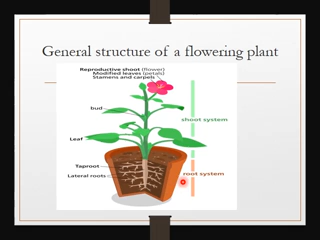 General structure of a flowering plant
Reproductive shoot (flower)
Modified leaves (petals)
Stamens and carpels
bud
shoot system
Leaf
Taproot
root system
Lateral roots